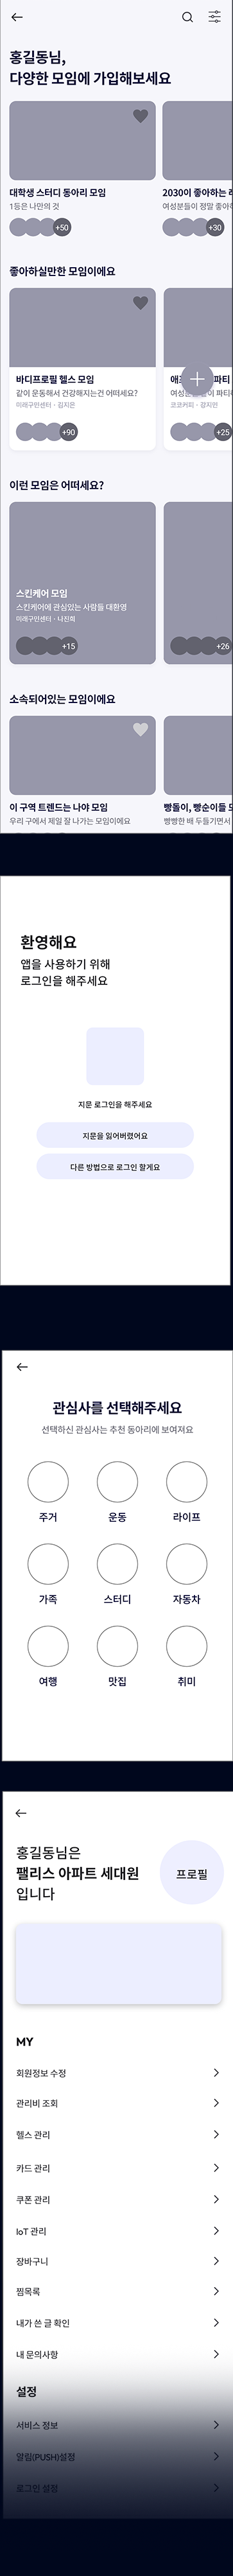 홍길동님,
다양한 모임에 가입해보세요
대학생 스터디 동아리 모임
2030이 좋아하는
1등은 나만의 것
여성분들이 정말 좋아
+50
+30
좋아하실만한 모임이에요
바디프로필 헬스 모임
파티
같이 운동해서 건강해지는건 어떠세요?
이 파티
미래구민센터 · 김지은
코코커피 · 강지민
+90
+25
이런 모임은 어떠세요?
스킨케어 모임
스킨케어에 관심있는 사람들 대환영
미래구민센터 · 나진희
+15
+26
소속되어있는 모임이에요
이 구역 트렌드는 나야 모임
빵돌이, 빵순이들
우리 구에서 제일 잘 나가는 모임이에요
빵빵한 배 두들기면서
환영해요
앱을 사용하기 위해
로그인을 해주세요
지문 로그인을 해주세요
지문을 잃어버렸어요
다른 방법으로 로그인 할게요
관심사를 선택해주세요
선택하신 관심사는 추천 동아리에 보여져요
주거
운동
라이프
가족
스터디
자동차
여행
맛집
취미
홍길동님은
팰리스 아파트 세대원
입니다
프로필
MY
회원정보 수정
관리비 조회
헬스 관리
카드 관리
쿠폰 관리
IoT 관리
장바구니
찜목록
내가 쓴 글 확인
내 문의사항
설정
서비스 정보
알림(PUSH)설정
로그인 설정